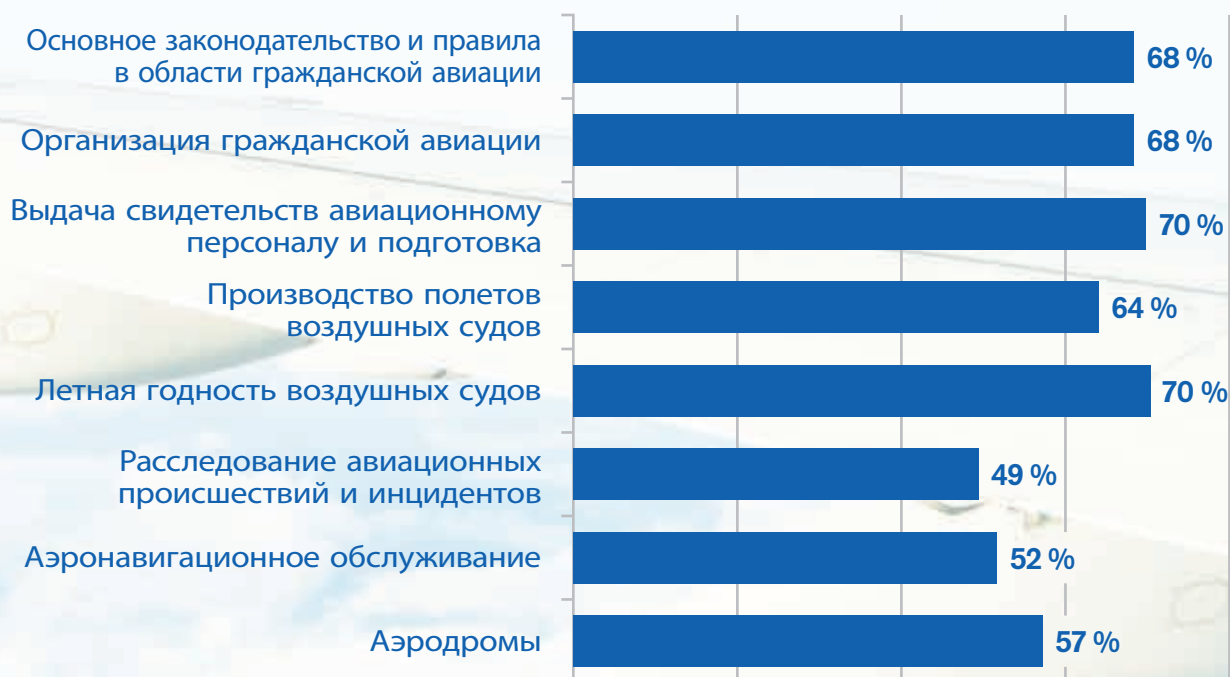 Основное законодательство и правила
в области гражданской авиации
68 %
Организация гражданской авиации
68 %
Выдача свидетельств авиационному
персоналу и подготовка
70 %
Производство полетов
воздушных судов
64 %
Летная годность воздушных судов
70 %
Расследование авиационных
происшествий и инцидентов
49 %
Аэронавигационное обслуживание
52 %
Аэродромы
57 %